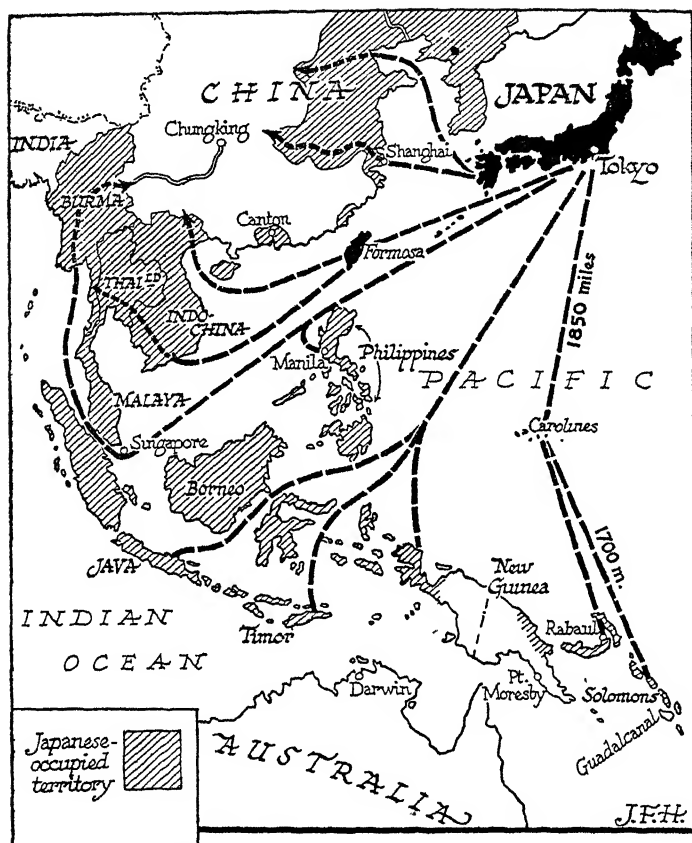 CHINA
JAPAN
INDIA
Chungking
Shanghai
Tokyo
BURMA
Canton
Formosa
THAILD
INDO-
CHINA
1850 miles
Manila
Philippines
PACIFIC
MALAYA
Singapore
Carolines
Borneo
1700 m.
JAVA
New
Guinea
INDIAN
OCEAN
Timor
Rabaul
Darwin
Pt.
Moresby
Solomons
Guadalcanal
AUSTRALIA
Japanese-
occupied
territory
J.F.H.